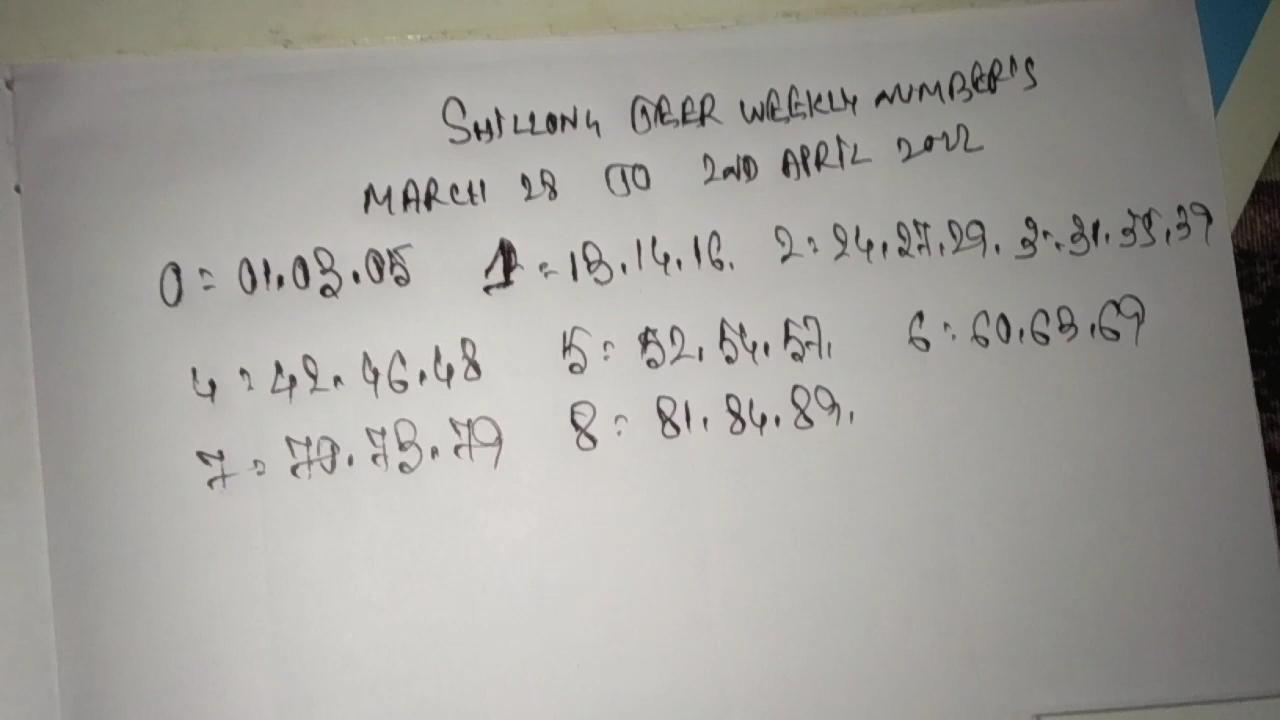 SHILLONG TEER WEEKLY NUMBER'S
MARCH 28 TO 2ND APRIL 2022
0 = 01.03.05 1 = 13.14.16. 2 = 24.27.29. 3 = 31.35.39
4 = 42.46.48 5 = 52.54.57. 6 = 60.63.69
7 = 70.73.79 8 = 81.84.89.